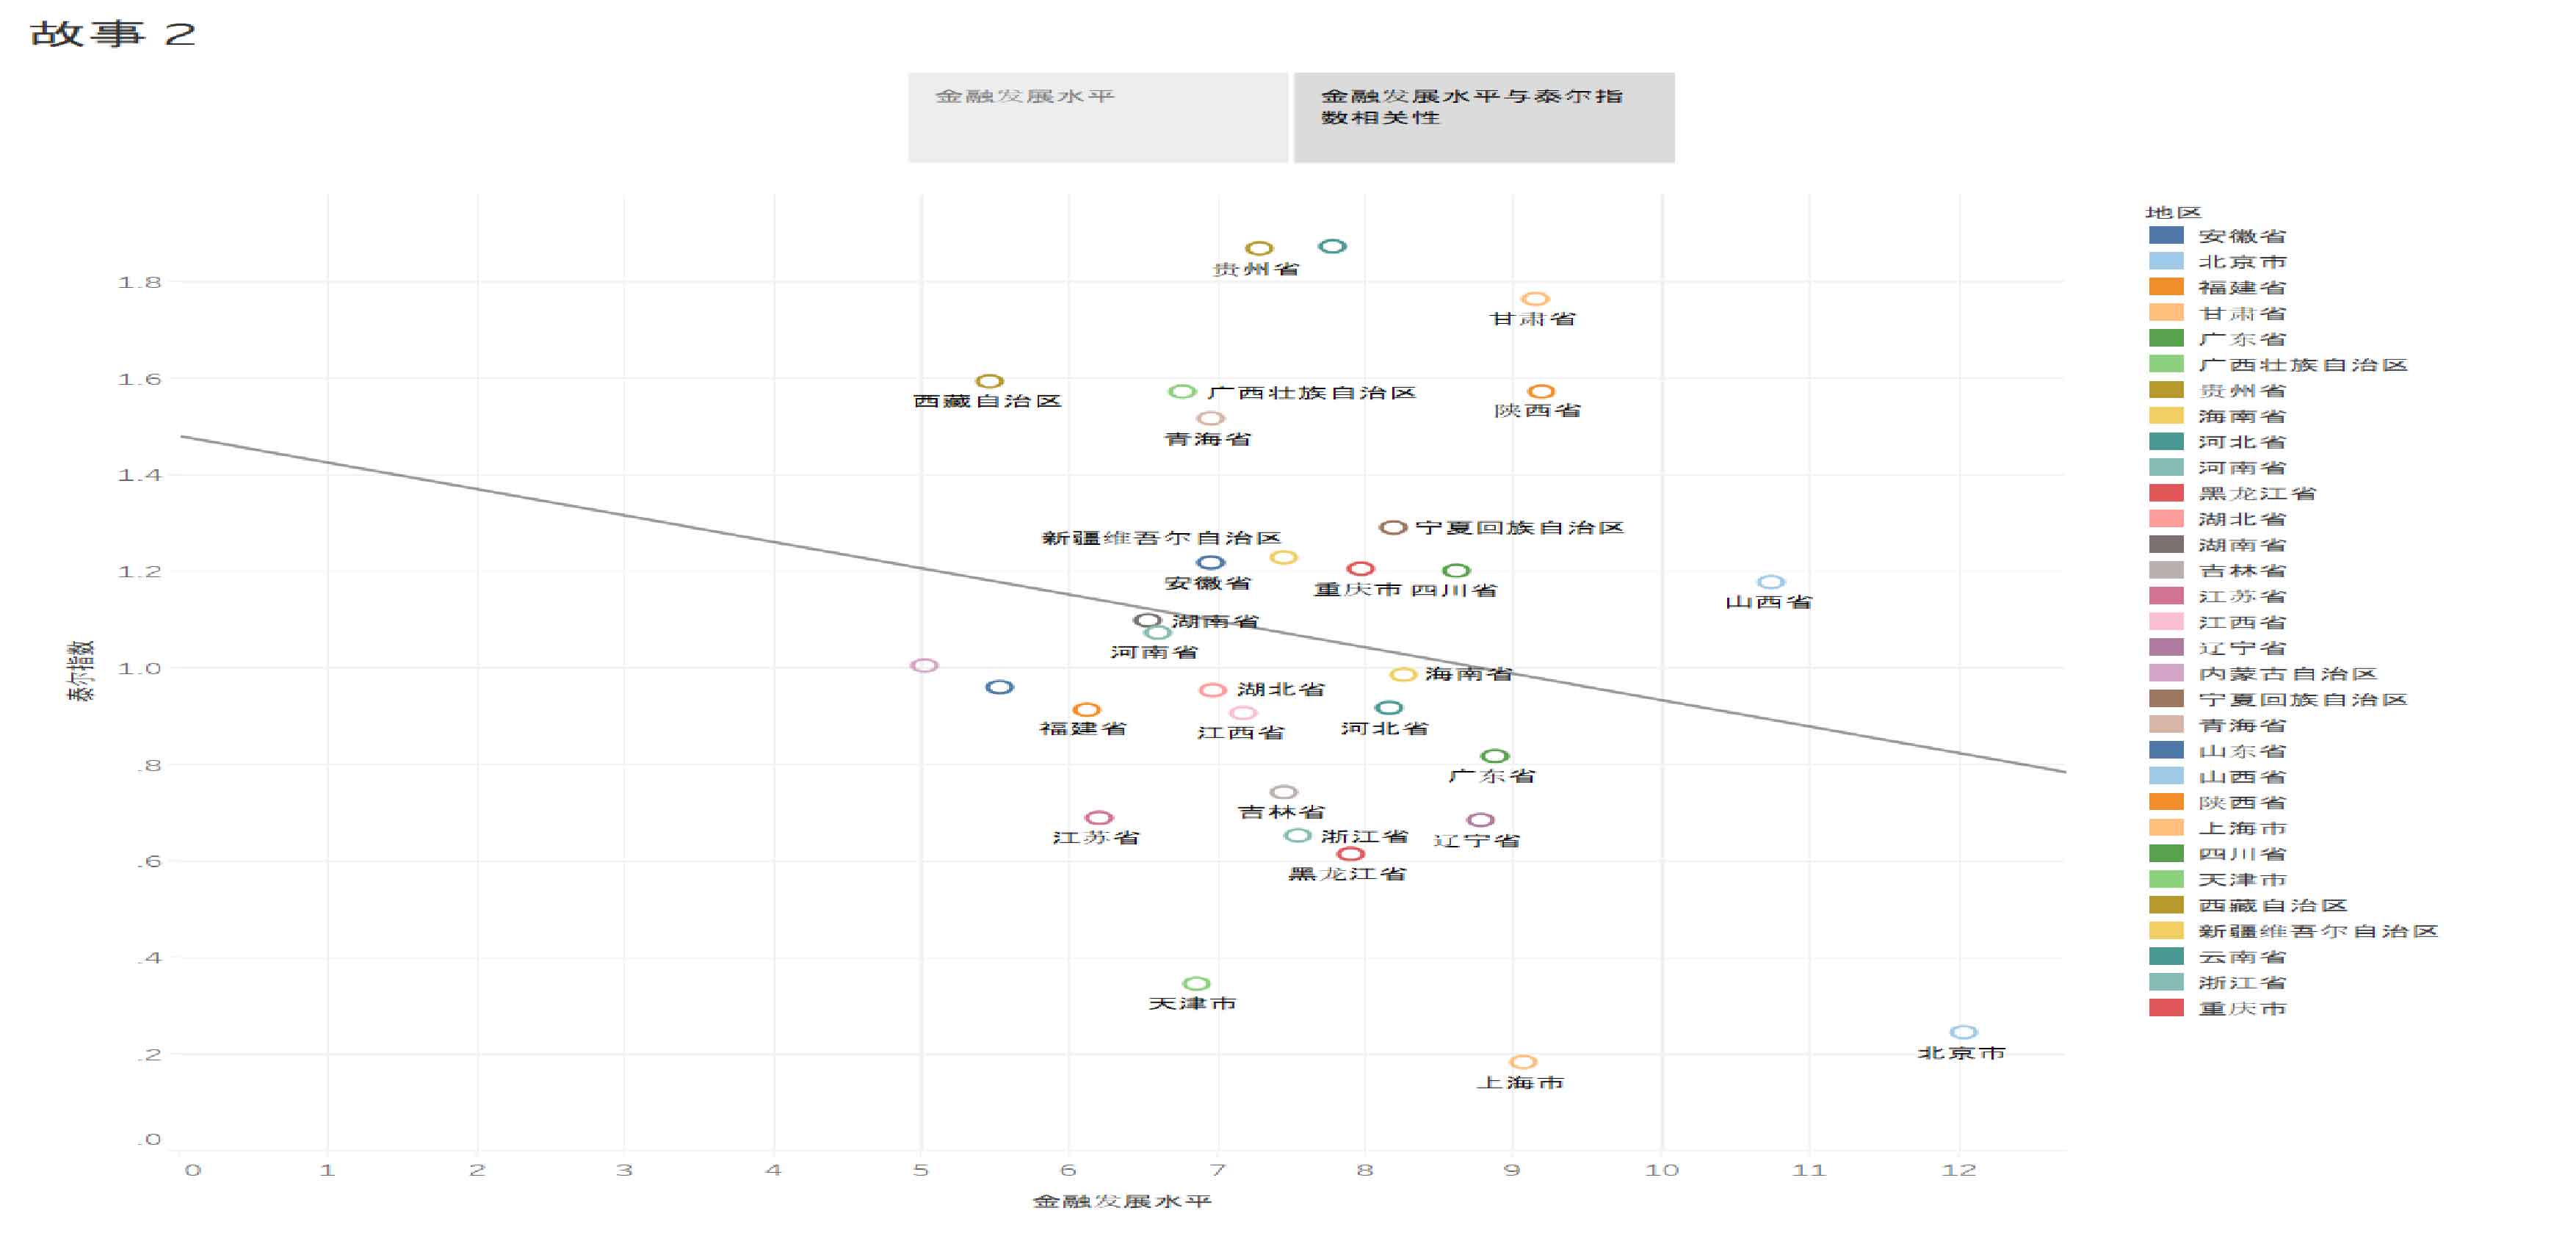 故事 2
金融发展水平
金融发展水平与泰尔指
数相关性
地区
安徽省
北京市
福建省
甘肃省
广东省
广西壮族自治区
贵州省
海南省
河北省
河南省
黑龙江省
湖北省
湖南省
吉林省
江苏省
江西省
辽宁省
内蒙古自治区
宁夏回族自治区
青海省
山东省
山西省
陕西省
上海市
四川省
天津市
西藏自治区
新疆维吾尔自治区
云南省
浙江省
重庆市
泰尔指数
1.8
1.6
1.4
1.2
1.0
.8
.6
.4
.2
.0
贵州省
甘肃省
西藏自治区
广西壮族自治区
陕西省
青海省
宁夏回族自治区
新疆维吾尔自治区
安徽省
重庆市
四川省
山西省
湖南省
河南省
海南省
湖北省
福建省
江西省
河北省
广东省
吉林省
江苏省
浙江省
辽宁省
黑龙江省
天津市
北京市
上海市
0 1 2 3 4 5 6 7 8 9 10 11 12
金融发展水平